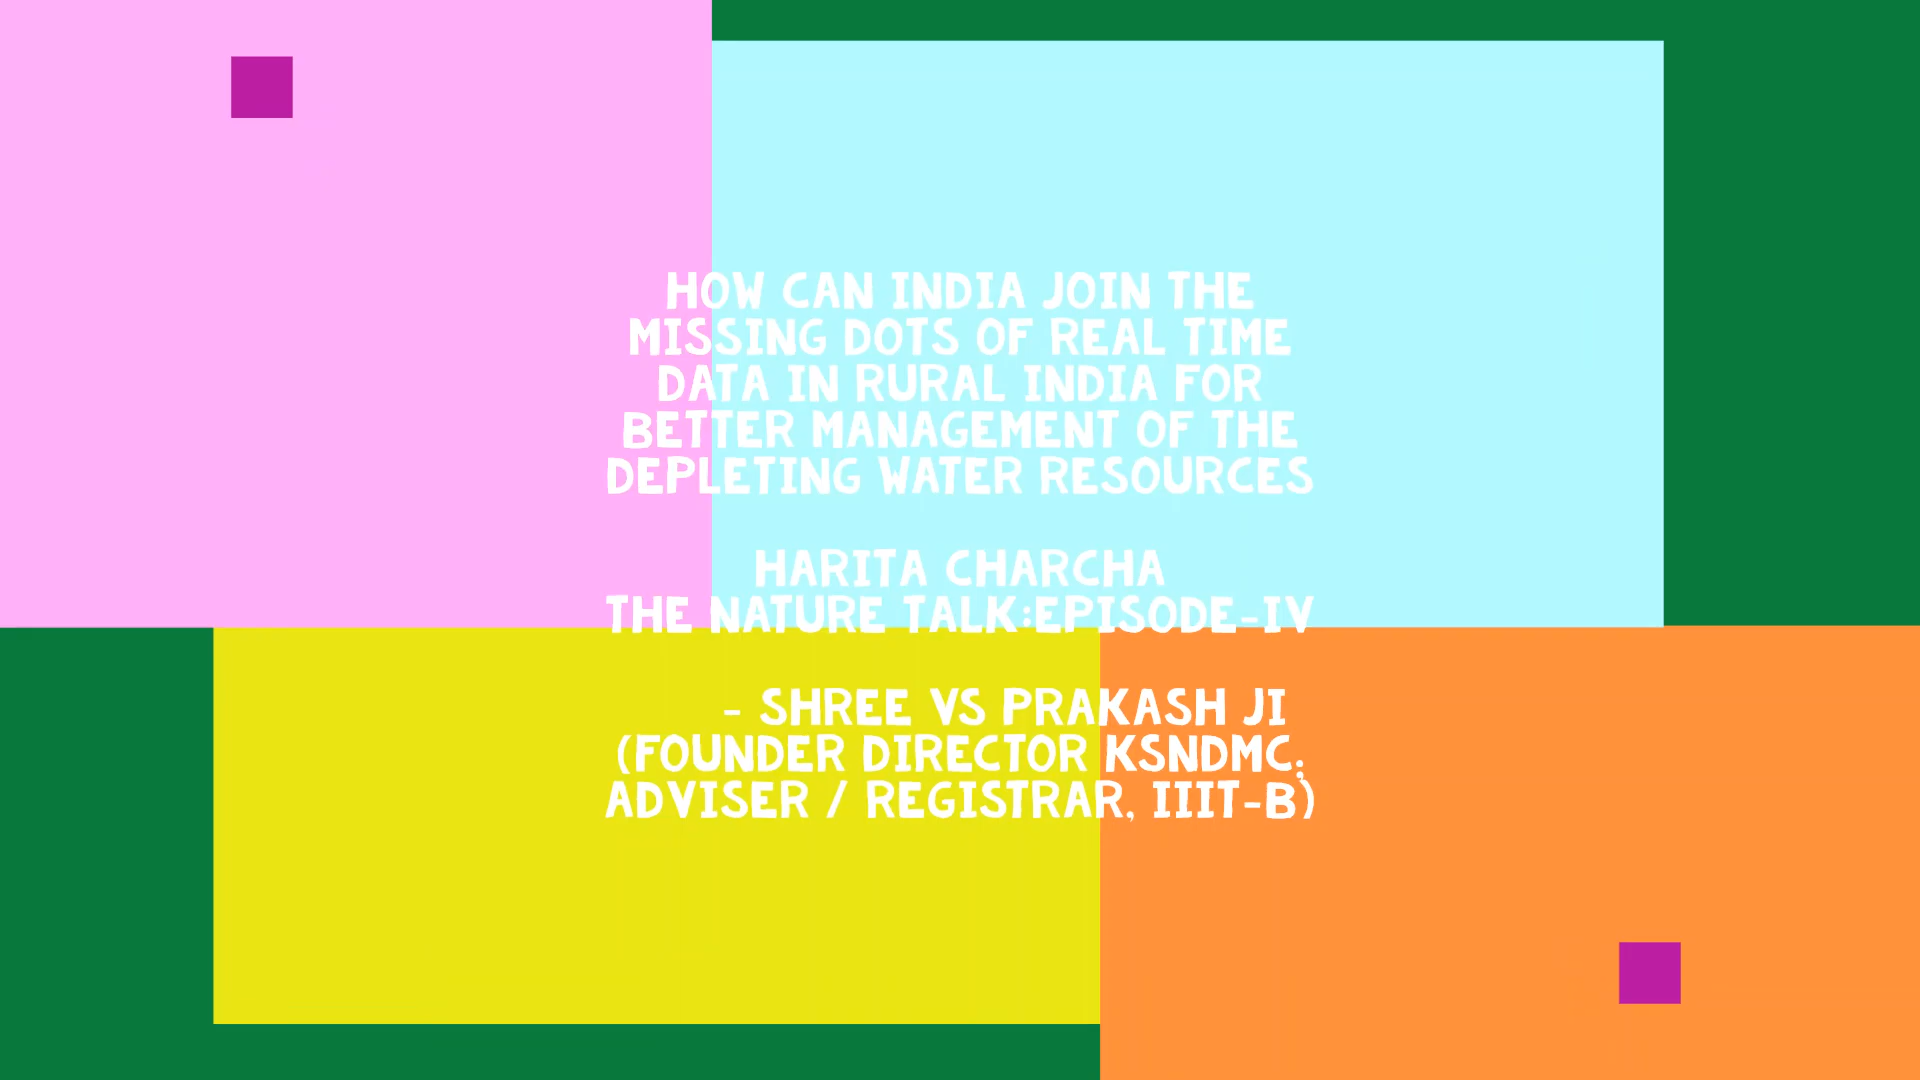 HOW CAN INDIA JOIN THE
MISSING DOTS OF REAL TIME
DATA IN RURAL INDIA FOR
BETTER MANAGEMENT OF THE
DEPLETING WATER RESOURCES
HARITA CHARCHA
THE NATURE TALK:EPISODE-IV
- SHREE VS PRAKASH JI
(FOUNDER DIRECTOR KSNDMC;
ADVISER / REGISTRAR, IIIT-B)